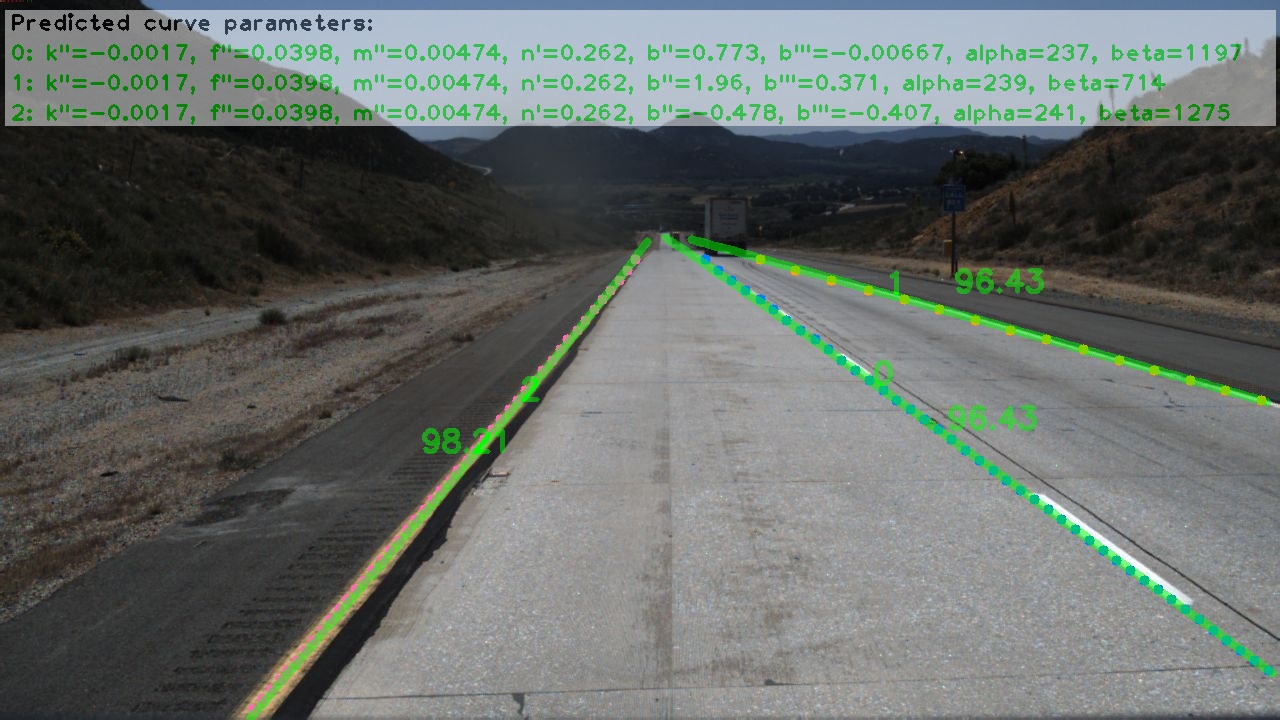 Predicted curve parameters:
0: k''=-0.0017, f''=0.0398, m''=0.00474, n'=0.262, b''=0.773, b'''=-0.00667, alpha=237, beta=1197
1: k''=-0.0017, f''=0.0398, m''=0.00474, n'=0.262, b''=1.96, b'''=0.371, alpha=239, beta=714
2: k''=-0.0017, f''=0.0398, m''=0.00474, n'=0.262, b''=-0.478, b'''=-0.407, alpha=241, beta=1275
CALL
BOX
1 96.43
0
2
96.43
98.21